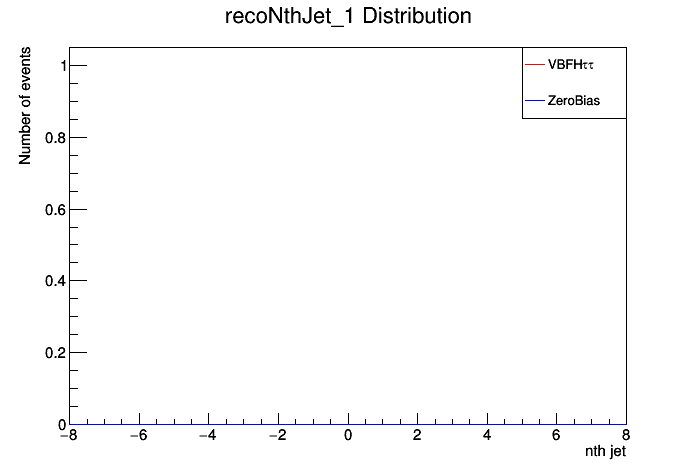 recoNthJet_1 Distribution
Number of events
1
0.8
0.6
0.4
0.2
0
VBFHττ
ZeroBias
−8 −6 −4 −2 0 2 4 6 8
nth jet